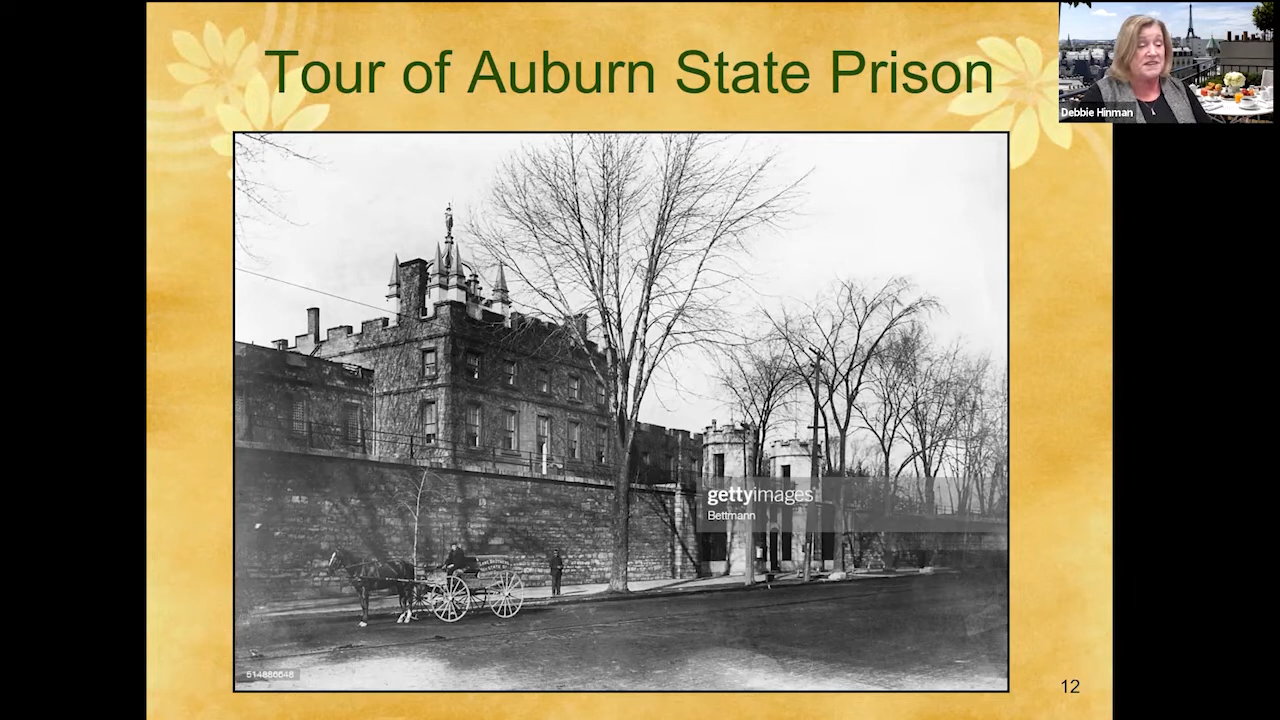 Tour of Auburn State Prison
Debbie Hinman
gettyimages
Bettmann
514886648
12